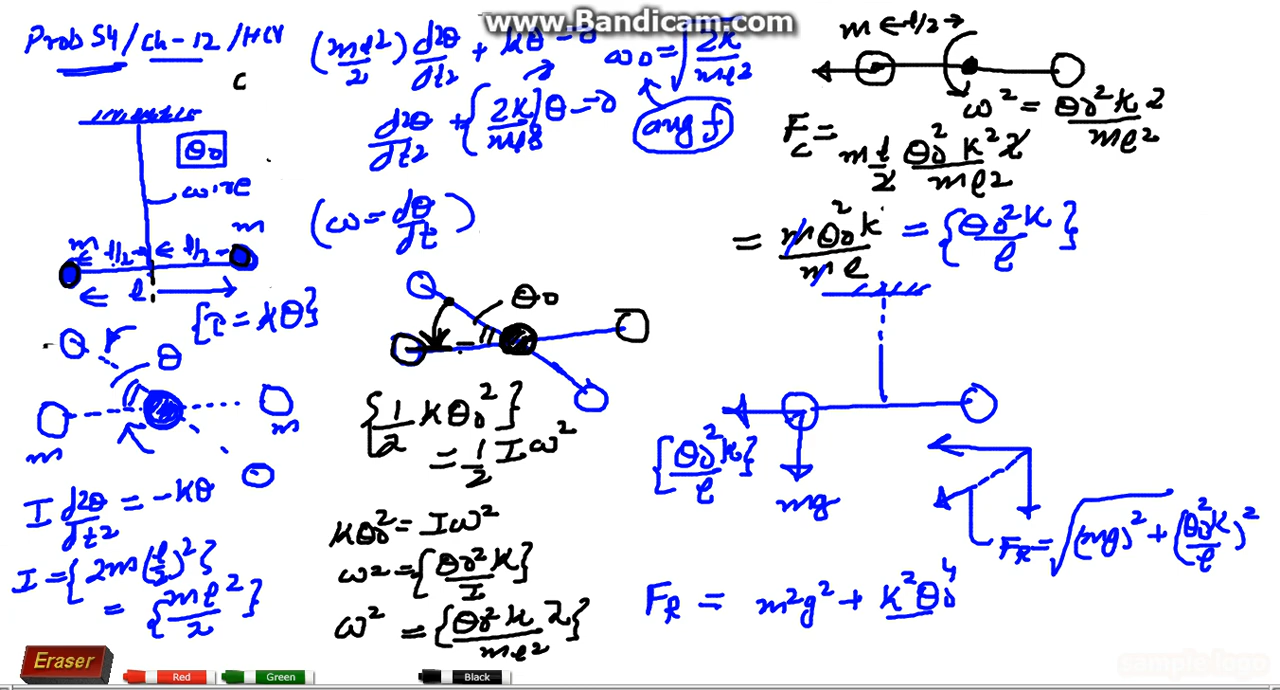 www.Bandicam.com
Prob 54/ch-12/HCV
C
θ0
wire
m
m
l/2
l/2
l
{τ = kθ}
θ
m
m
I d²θ/dt² = -kθ
I = {2m(l/2)²}
= {ml²/2}
(ml²/2) d²θ/dt² + kθ = 0
ω0 = √2k/ml²
d²θ/dt² + {2k/ml²}θ = 0
ang f
(ω = dθ/dt)
θ0
{1/2 kθ0²}
= 1/2 Iω²
kθ0² = Iω²
ω² = {θ0²k/I}
ω² = {θ0²k2/ml²}
m l/2
ω² = θ0²k2/ml²
Fc =
m l/2 θ0²k²2/ml2
= mθ0²k/ml = {θ0²k/l}
{θ0²k/l}
mg
FR = √(mg)² + (θ0²k/l)²
FR = m²g² + k²θ0⁴
Eraser
Red
Green
Black
sample logo